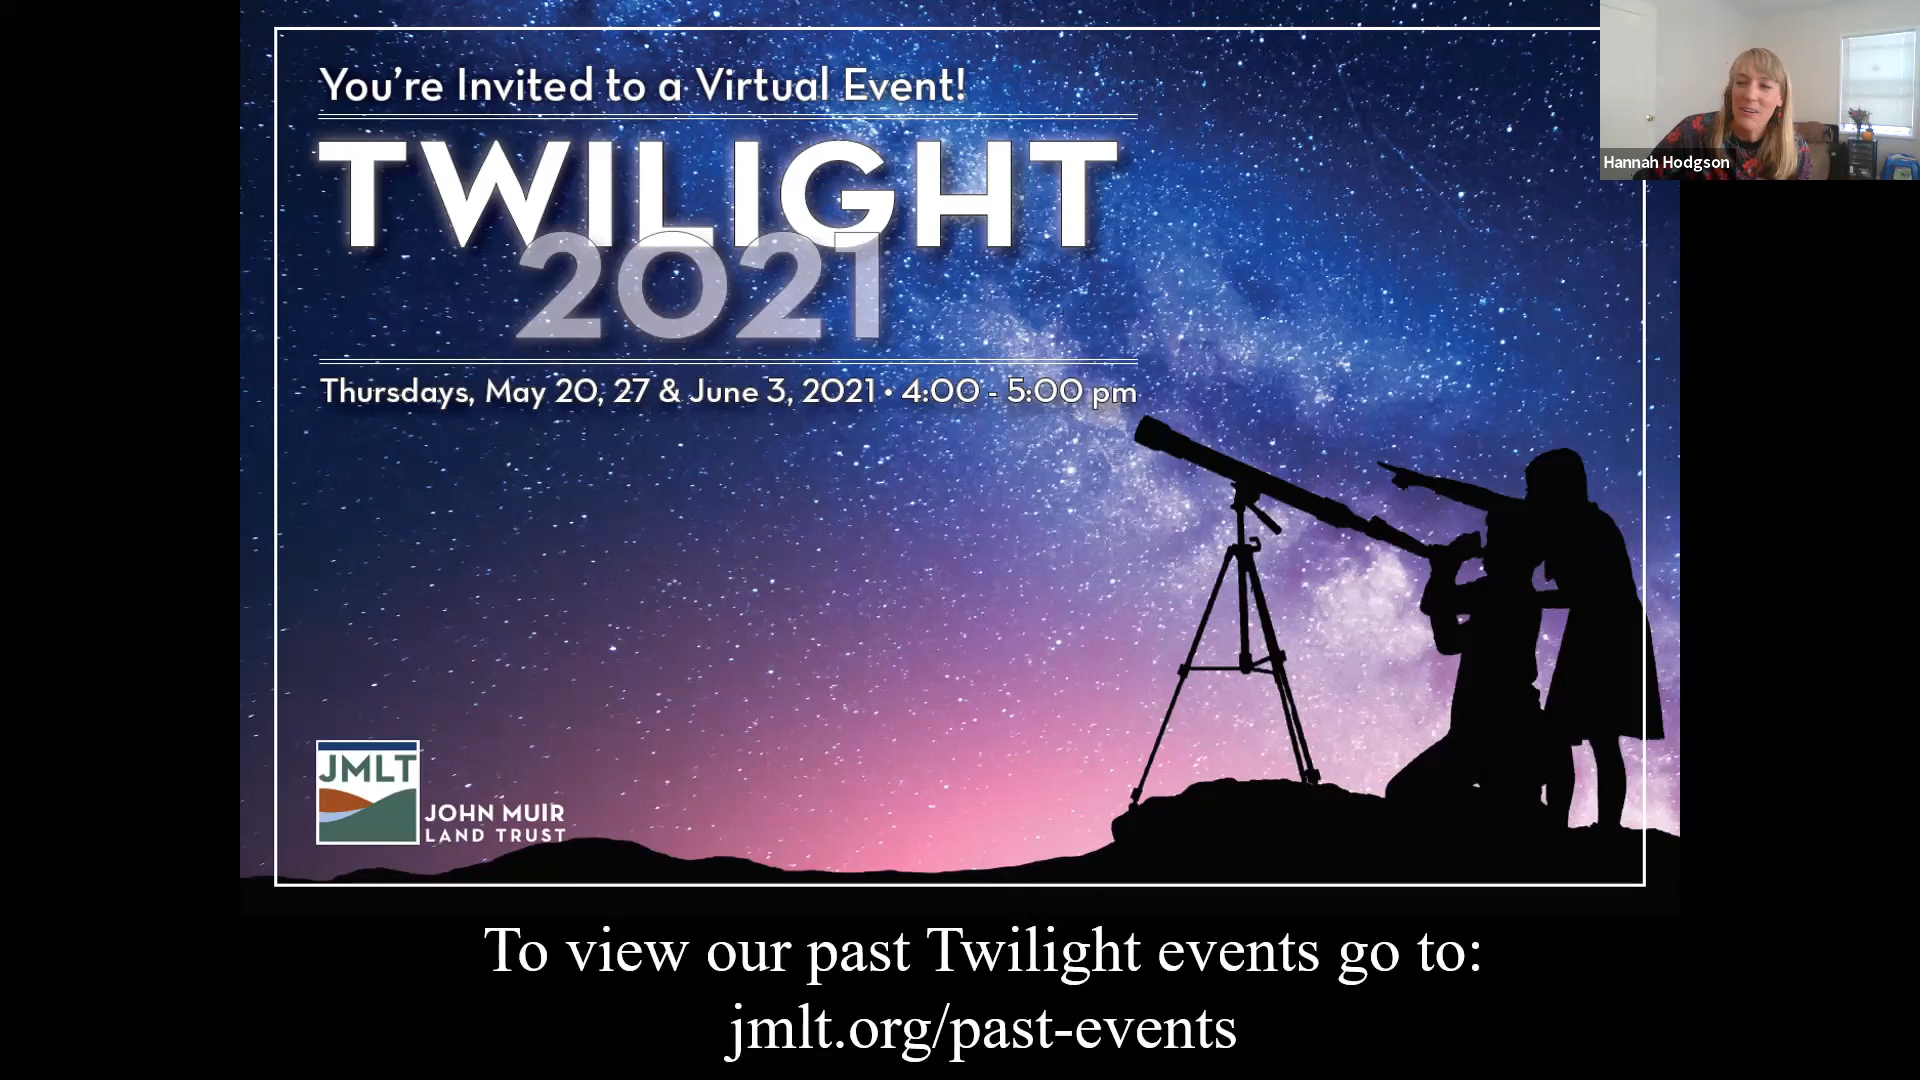 You're Invited to a Virtual Event!
TWILIGHT
2021
Thursdays, May 20, 27 & June 3, 2021 • 4:00 - 5:00 pm
Hannah Hodgson
JMLT
JOHN MUIR
LAND TRUST
To view our past Twilight events go to:
jmlt.org/past-events